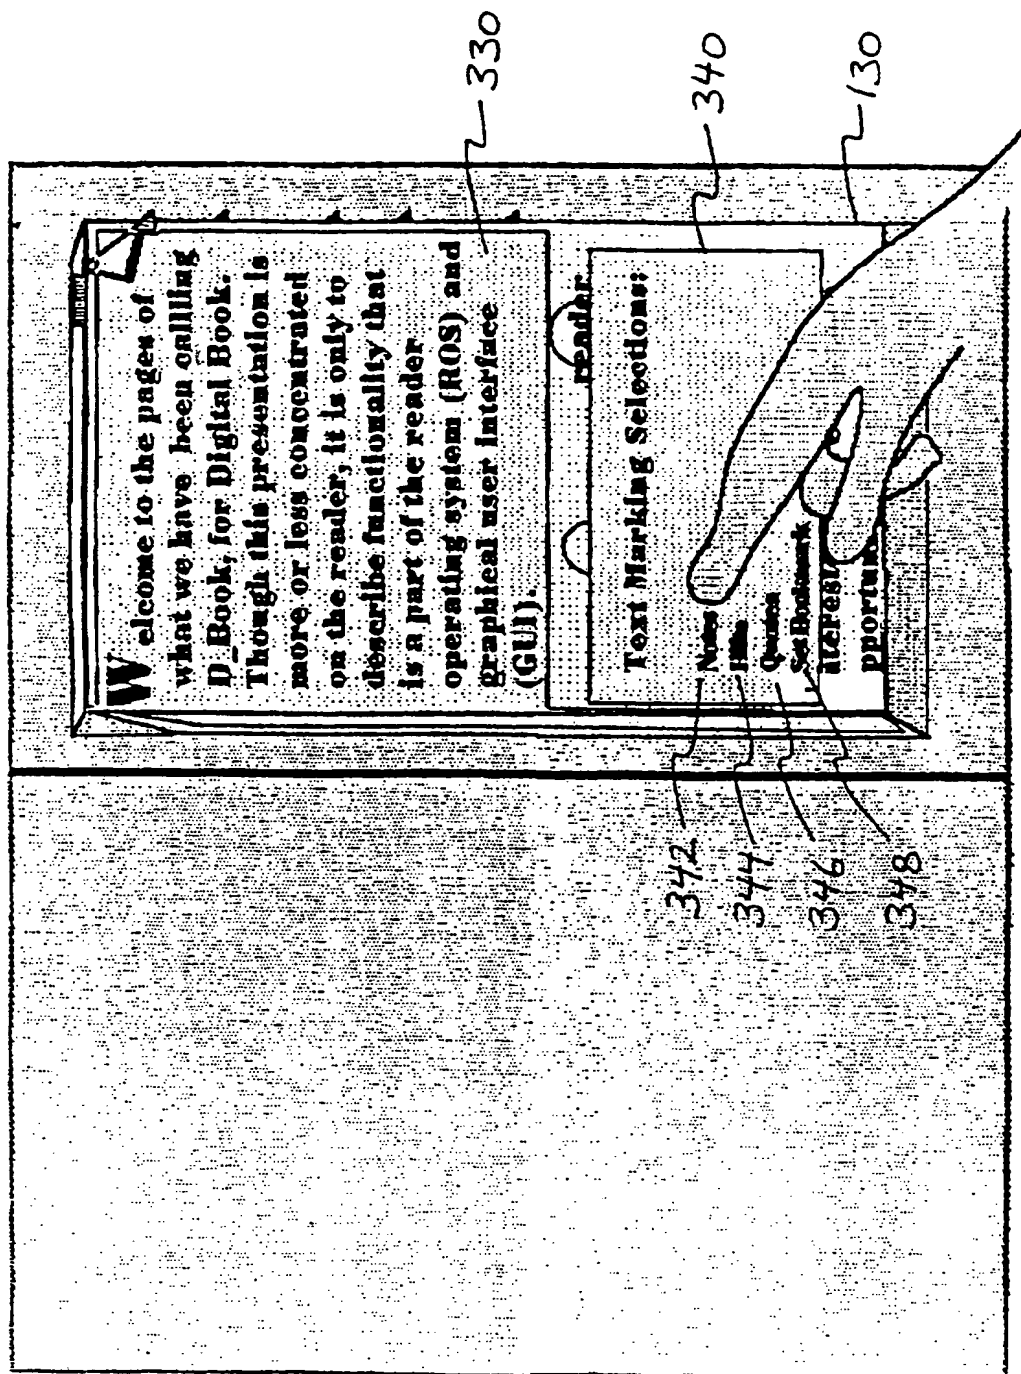 Welcome to the pages of
what we have been callling
D_Book, for Digital Book.
Though this presentation is
more or less concentrated
on the reader, it is only to
describe functionality that
is a part of the reader
operating system (ROS) and
graphical user interface
(GUI).
reader
Text Marking Selections:
Notes
Quotes
Set Bookmark
pportuni
330
340
130
342
344
346
348